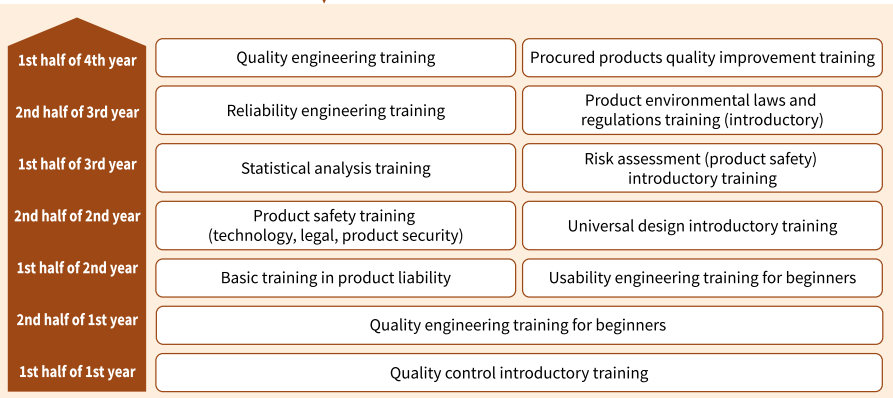 1st half of 4th year
Quality engineering training
Procured products quality improvement training
2nd half of 3rd year
Reliability engineering training
Product environmental laws and
regulations training (introductory)
1st half of 3rd year
Statistical analysis training
Risk assessment (product safety)
introductory training
2nd half of 2nd year
Product safety training
(technology, legal, product security)
Universal design introductory training
1st half of 2nd year
Basic training in product liability
Usability engineering training for beginners
2nd half of 1st year
Quality engineering training for beginners
1st half of 1st year
Quality control introductory training